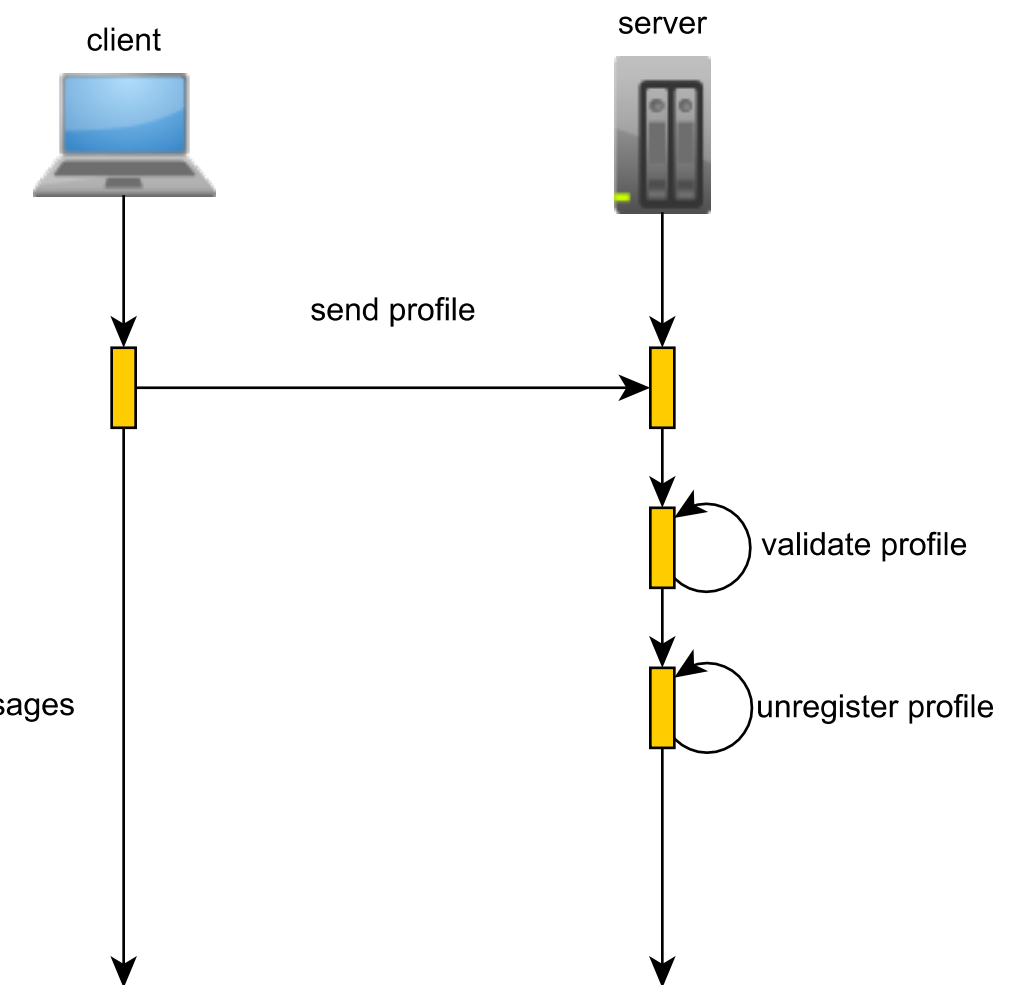 client
server
send profile
validate profile
sages
unregister profile